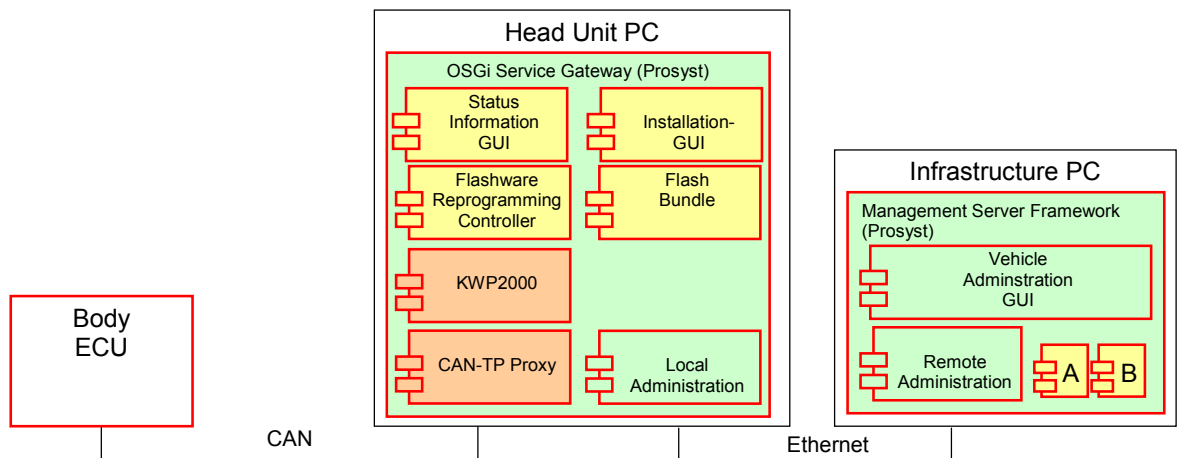 Head Unit PC
OSGi Service Gateway (Prosyst)
Status
Information
GUI
Installation-
GUI
Flashware
Reprogramming
Controller
Flash
Bundle
KWP2000
CAN-TP Proxy
Local
Administration
Infrastructure PC
Management Server Framework
(Prosyst)
Vehicle
Adminstration
GUI
Remote
Administration
A
B
Body
ECU
CAN
Ethernet